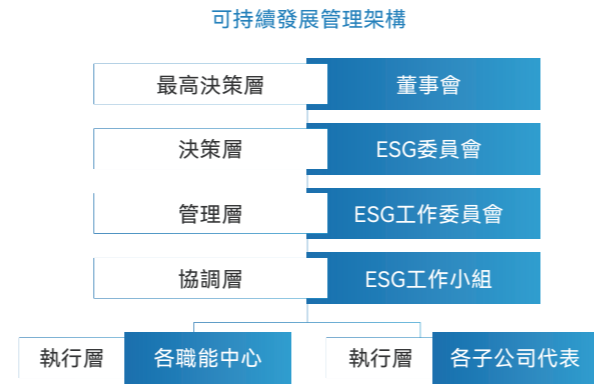 可持續發展管理架構
最高決策層 董事會
決策層 ESG委員會
管理層 ESG工作委員會
協調層 ESG工作小組
執行層 各職能中心 執行層 各子公司代表